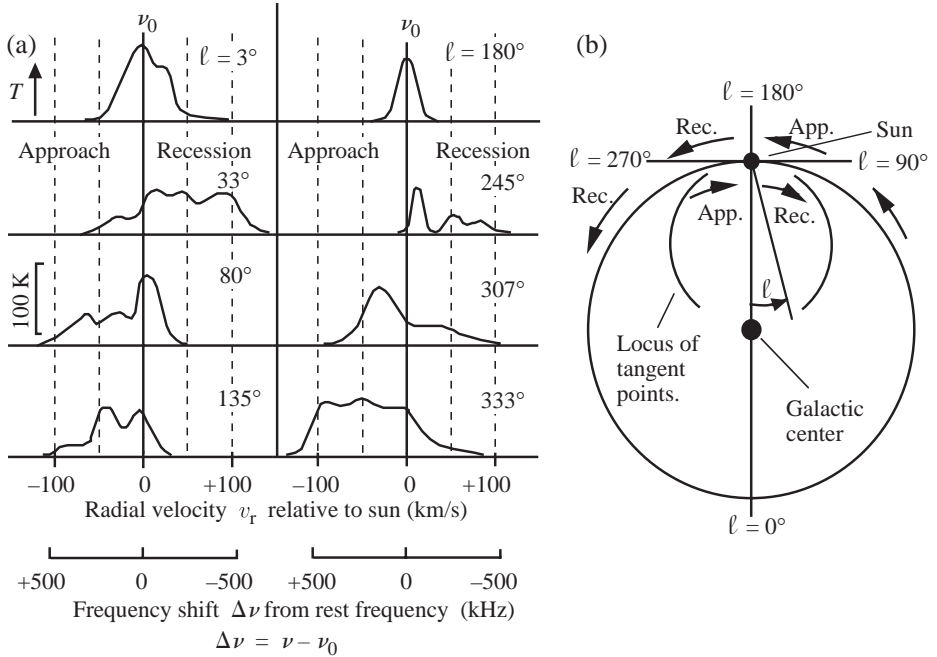 (a)
ν₀
ν₀
T
ℓ = 3°
ℓ = 180°
Approach
Recession
Approach
Recession
33°
245°
100 K
80°
307°
135°
333°
–100
0
+100
–100
0
+100
Radial velocity vᵣ relative to sun (km/s)
+500
0
–500
+500
0
–500
Frequency shift Δν from rest frequency (kHz)
Δν = ν – ν₀
(b)
ℓ = 180°
Rec.
App.
Sun
ℓ = 270°
ℓ = 90°
Rec.
App.
Rec.
ℓ
Locus of
tangent
points.
Galactic
center
ℓ = 0°